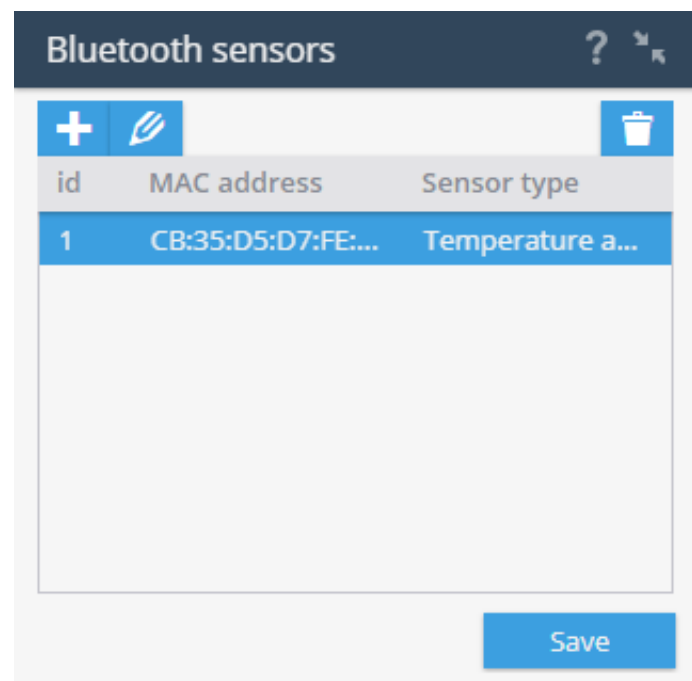 Bluetooth sensors ?
id MAC address Sensor type
1 CB:35:D5:D7:FE:... Temperature a...
Save